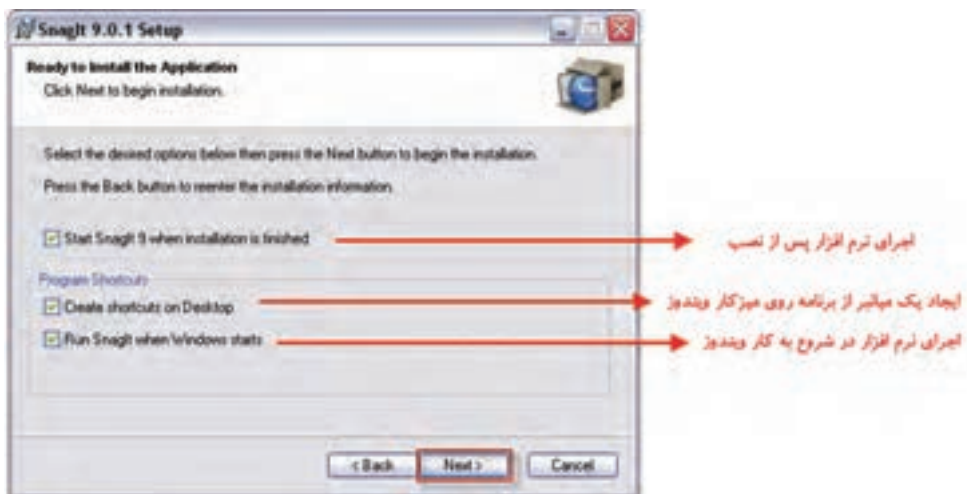 SnagIt 9.0.1 Setup
Ready to Install the Application
Click Next to begin installation.
Select the desired options below then press the Next button to begin the installation.
Press the Back button to reenter the installation information.
Start SnagIt 9 when installation is finished
اجرای نرم افزار پس از نصب
Program Shortcuts
Create shortcuts on Desktop
ایجاد یک میانبر از برنامه روی میزکار ویندوز
Run SnagIt when Windows starts
اجرای نرم افزار در شروع به کار ویندوز
< Back
Next >
Cancel